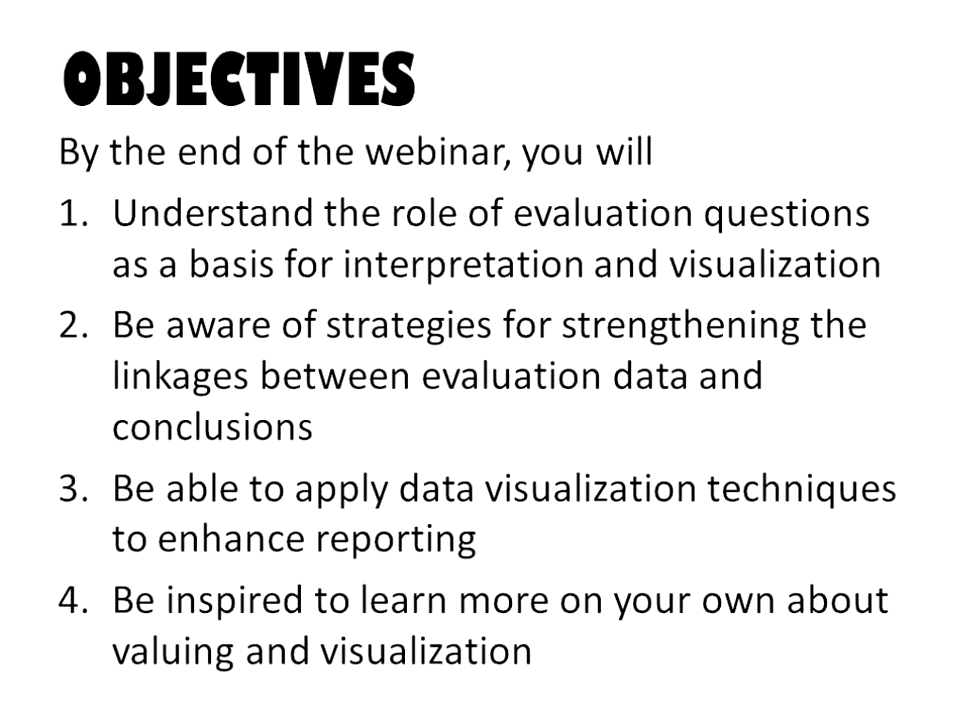 OBJECTIVES
By the end of the webinar, you will
1. Understand the role of evaluation questions
as a basis for interpretation and visualization
2. Be aware of strategies for strengthening the
linkages between evaluation data and
conclusions
3. Be able to apply data visualization techniques
to enhance reporting
4. Be inspired to learn more on your own about
valuing and visualization